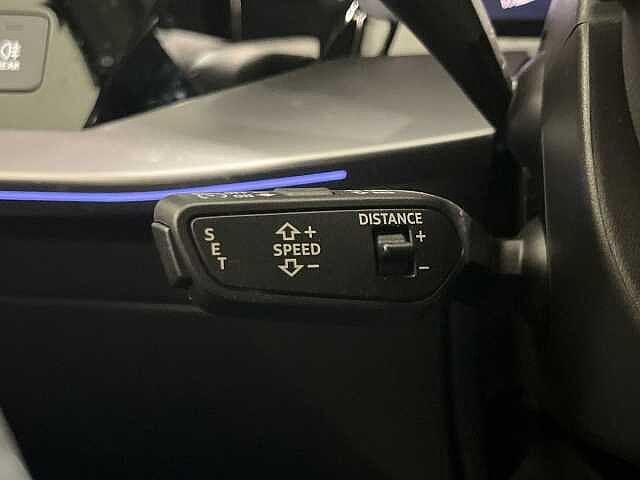 REAR
SET
DISTANCE
+
SPEED
+
−
−